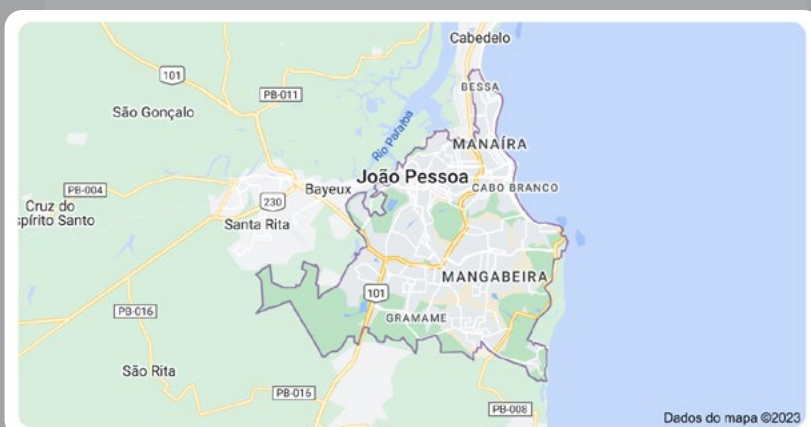 Cabedelo
101
BESSA
PB-011
São Gonçalo
Rio Paraíba
MANAÍRA
João Pessoa
PB-004
Bayeux
CABO BRANCO
230
Cruz do
spírito Santo
Santa Rita
MANGABEIRA
101
PB-016
GRAMAME
São Rita
PB-016
PB-008
Dados do mapa ©2023